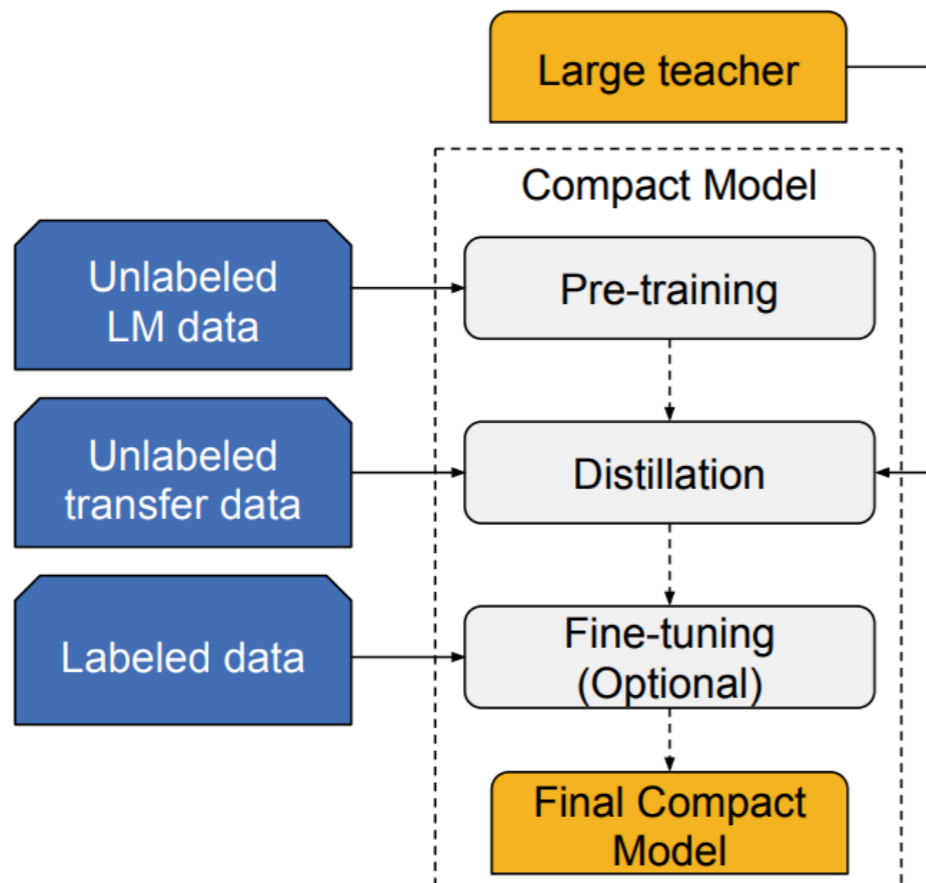 Large teacher
Compact Model
Unlabeled
LM data
Pre-training
Unlabeled
transfer data
Distillation
Labeled data
Fine-tuning
(Optional)
Final Compact
Model